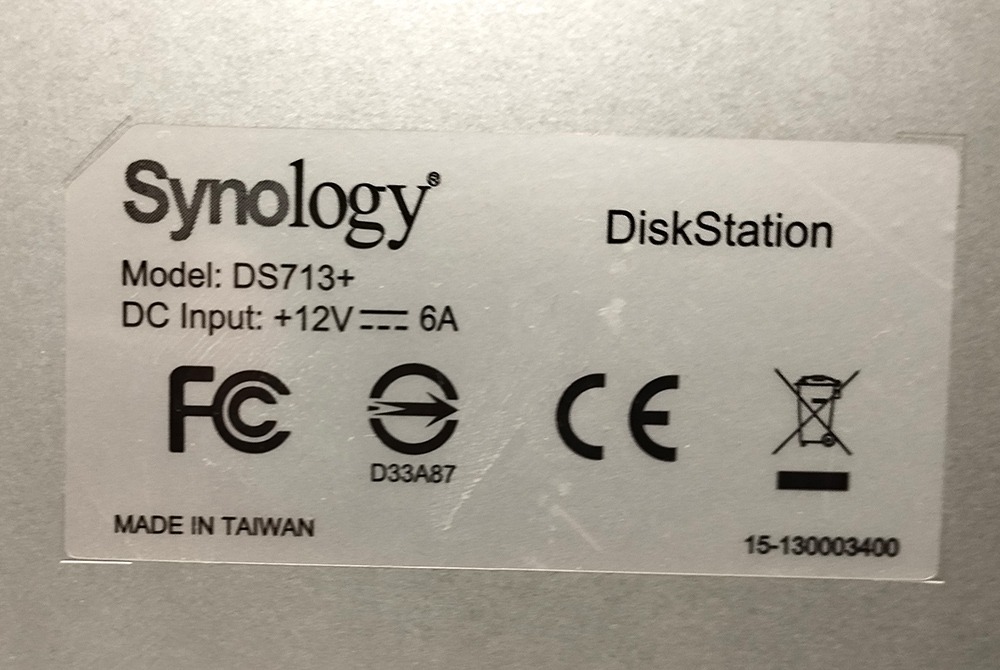 Synology®
DiskStation
Model: DS713+
DC Input: +12V⎓6A
FC
D33A87
CE
MADE IN TAIWAN
15-130003400